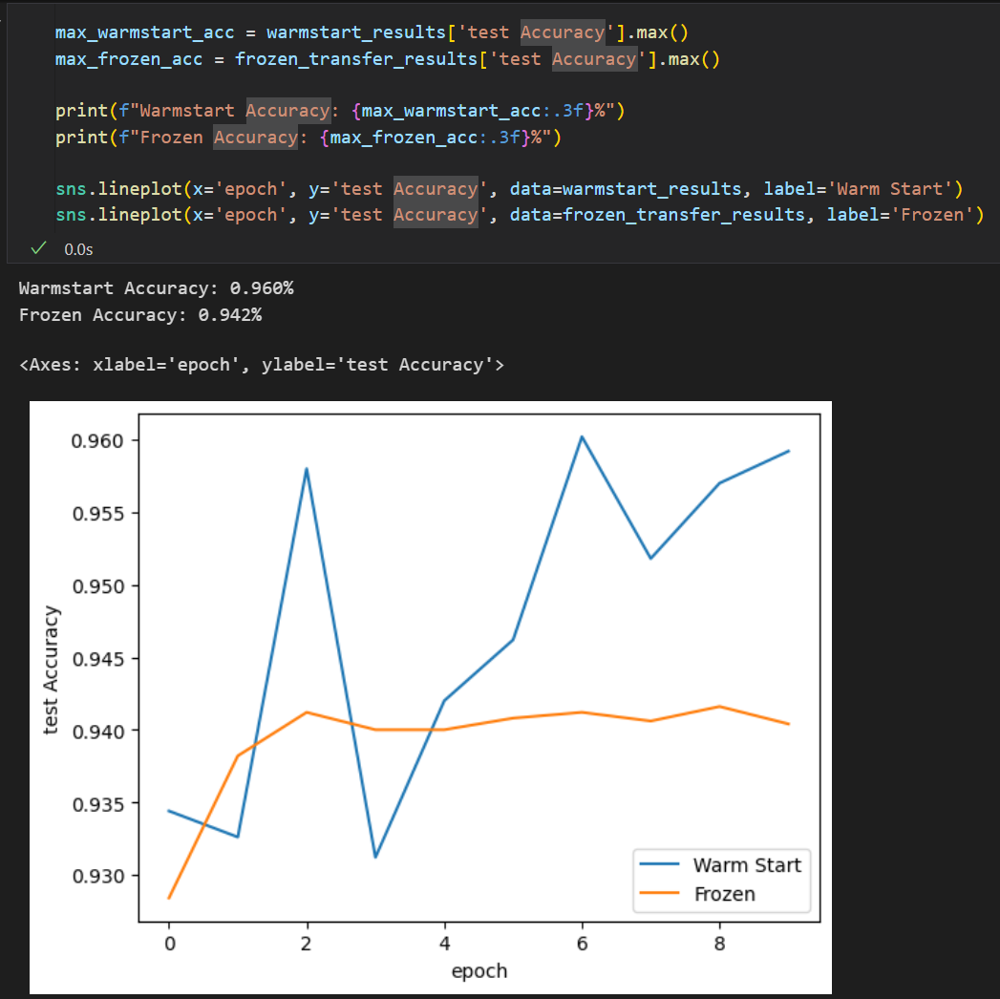 max_warmstart_acc = warmstart_results['test Accuracy'].max()
max_frozen_acc = frozen_transfer_results['test Accuracy'].max()
print(f"Warmstart Accuracy: {max_warmstart_acc:.3f}%")
print(f"Frozen Accuracy: {max_frozen_acc:.3f}%")
sns.lineplot(x='epoch', y='test Accuracy', data=warmstart_results, label='Warm Start')
sns.lineplot(x='epoch', y='test Accuracy', data=frozen_transfer_results, label='Frozen')
0.0s
Warmstart Accuracy: 0.960%
Frozen Accuracy: 0.942%
<Axes: xlabel='epoch', ylabel='test Accuracy'>
0.960
0.955
0.950
0.945
0.940
0.935
0.930
test Accuracy
Warm Start
Frozen
0 2 4 6 8
epoch